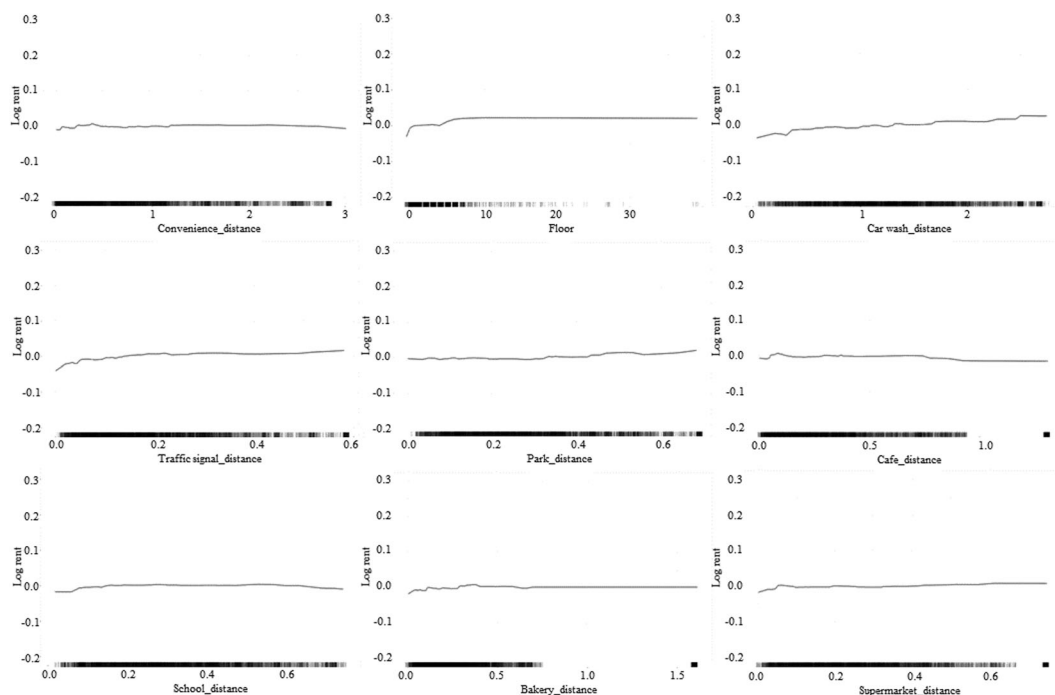 0.3 0.3 0.3
0.2 0.2 0.2
0.1 0.1 0.1
Log rent Log rent Log rent
0.0 0.0 0.0
-0.1 -0.1 -0.1
-0.2 -0.2 -0.2
0 1 2 3 0 10 20 30 0 1 2
Convenience_distance Floor Car wash_distance
0.3 0.3 0.3
0.2 0.2 0.2
0.1 0.1 0.1
Log rent Log rent Log rent
0.0 0.0 0.0
-0.1 -0.1 -0.1
-0.2 -0.2 -0.2
0.0 0.2 0.4 0.6 0.0 0.2 0.4 0.6 0.0 0.5 1.0
Traffic signal_distance Park_distance Cafe_distance
0.3 0.3 0.3
0.2 0.2 0.2
0.1 0.1 0.1
Log rent Log rent Log rent
0.0 0.0 0.0
-0.1 -0.1 -0.1
-0.2 -0.2 -0.2
0.0 0.2 0.4 0.6 0.0 0.5 1.0 1.5 0.0 0.2 0.4 0.6
School_distance Bakery_distance Supermarket_distance